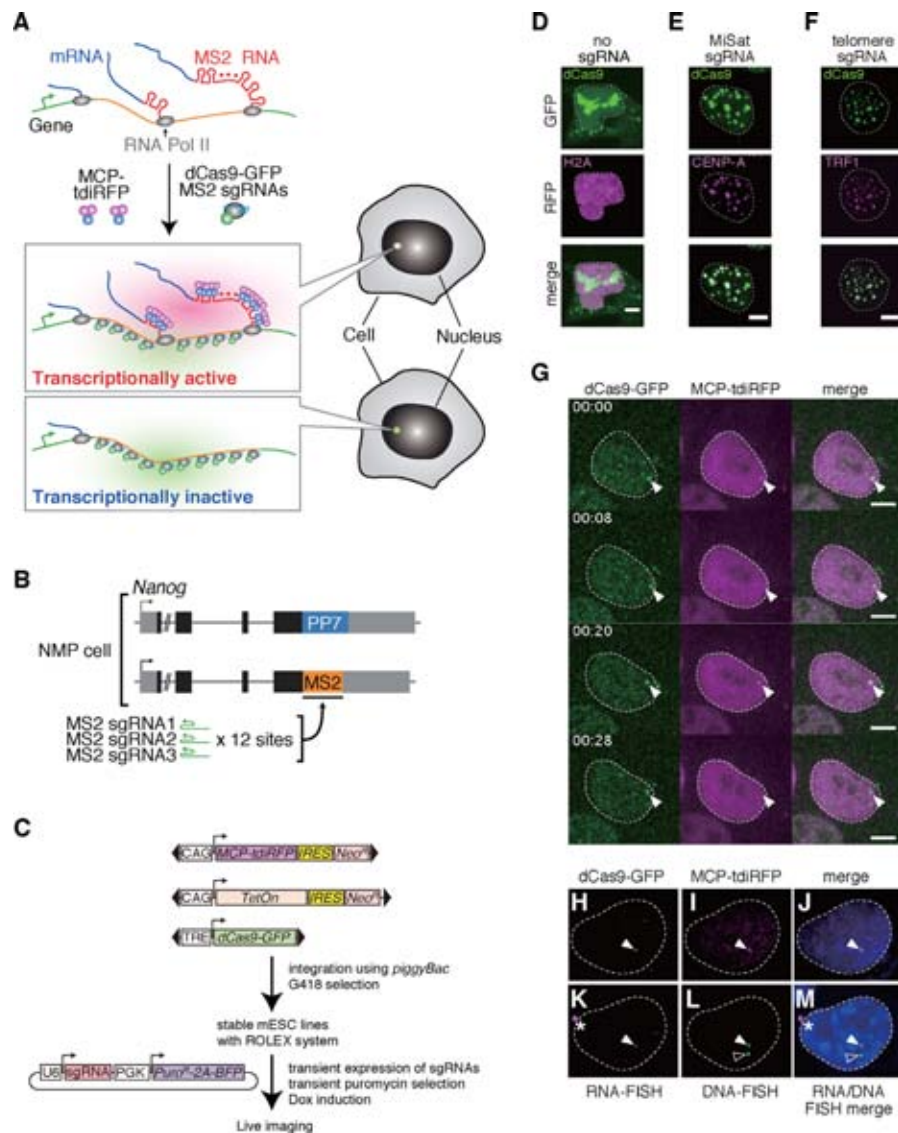 A
mRNA
MS2 RNA
Gene
RNA Pol II
MCP-
tdiRFP
dCas9-GFP
MS2 sgRNAs
Transcriptionally active
Cell
Nucleus
Transcriptionally inactive
B
Nanog
PP7
NMP cell
MS2
MS2 sgRNA1
MS2 sgRNA2
MS2 sgRNA3
x 12 sites
C
CAG MCP-tdiRFP IRES NeoR
CAG TetOn IRES NeoR
TRE dCas9-GFP
integration using piggyBac
G418 selection
stable mESC lines
with ROLEX system
U6 sgRNA PGK PuroR-2A-BFP
transient expression of sgRNAs
transient puromycin selection
Dox induction
Live imaging
D
no
sgRNA
E
MiSat
sgRNA
F
telomere
sgRNA
GFP
dCas9
dCas9
dCas9
RFP
H2A
CENP-A
TRF1
merge
G
dCas9-GFP MCP-tdiRFP merge
00:00
00:08
00:20
00:28
dCas9-GFP MCP-tdiRFP merge
H
I
J
K
*
L
M
*
RNA-FISH
DNA-FISH
RNA/DNA
FISH merge